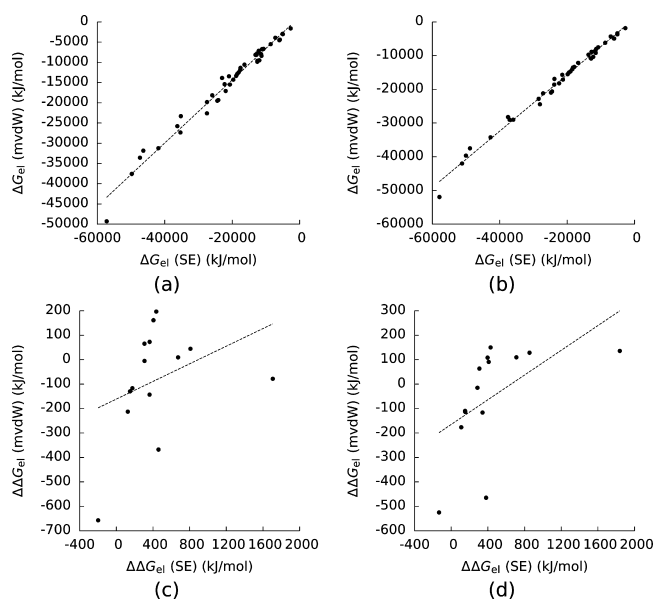 0
-5000
-10000
-15000
-20000
-25000
-30000
-35000
-40000
-45000
-50000
-60000 -40000 -20000 0
ΔGel (mvdW) (kJ/mol)
ΔGel (SE) (kJ/mol)
(a)
0
-10000
-20000
-30000
-40000
-50000
-60000
-60000 -40000 -20000 0
ΔGel (mvdW) (kJ/mol)
ΔGel (SE) (kJ/mol)
(b)
200
100
0
-100
-200
-300
-400
-500
-600
-700
-400 0 400 800 1200 1600 2000
ΔΔGel (mvdW) (kJ/mol)
ΔΔGel (SE) (kJ/mol)
(c)
300
200
100
0
-100
-200
-300
-400
-500
-600
-400 0 400 800 1200 1600 2000
ΔΔGel (mvdW) (kJ/mol)
ΔΔGel (SE) (kJ/mol)
(d)